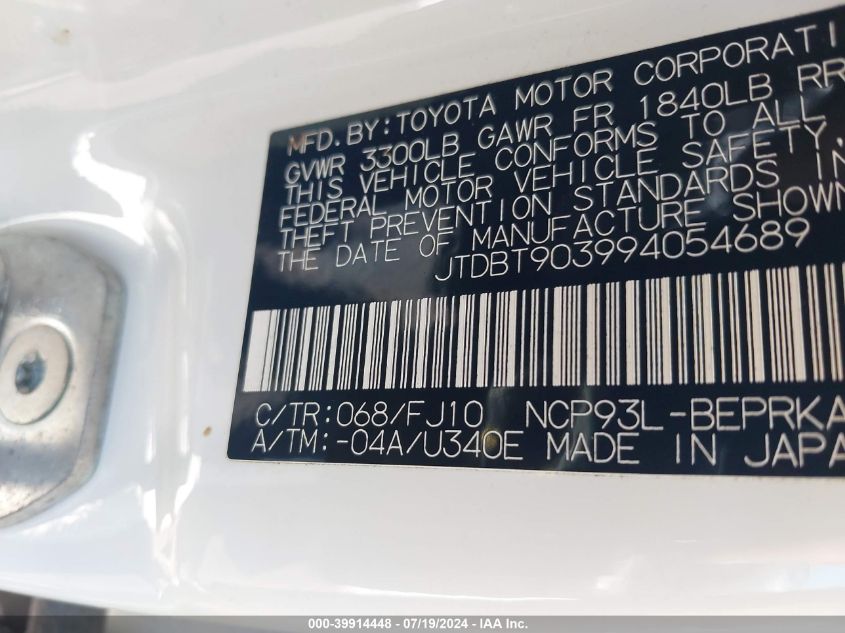 MFD. BY: TOYOTA MOTOR CORPORATI
GVWR 3300LB GAWR FR 1840LB RR
THIS VEHICLE CONFORMS TO ALL
FEDERAL MOTOR VEHICLE SAFETY,
THEFT PREVENTION STANDARDS IN
THE DATE OF MANUFACTURE SHOWN
JTDBT903994054689
C/TR:068/FJ10 NCP93L-BEPRKA
A/TM:-04A/U340E MADE IN JAPA
000-39914448 - 07/19/2024 - IAA Inc.